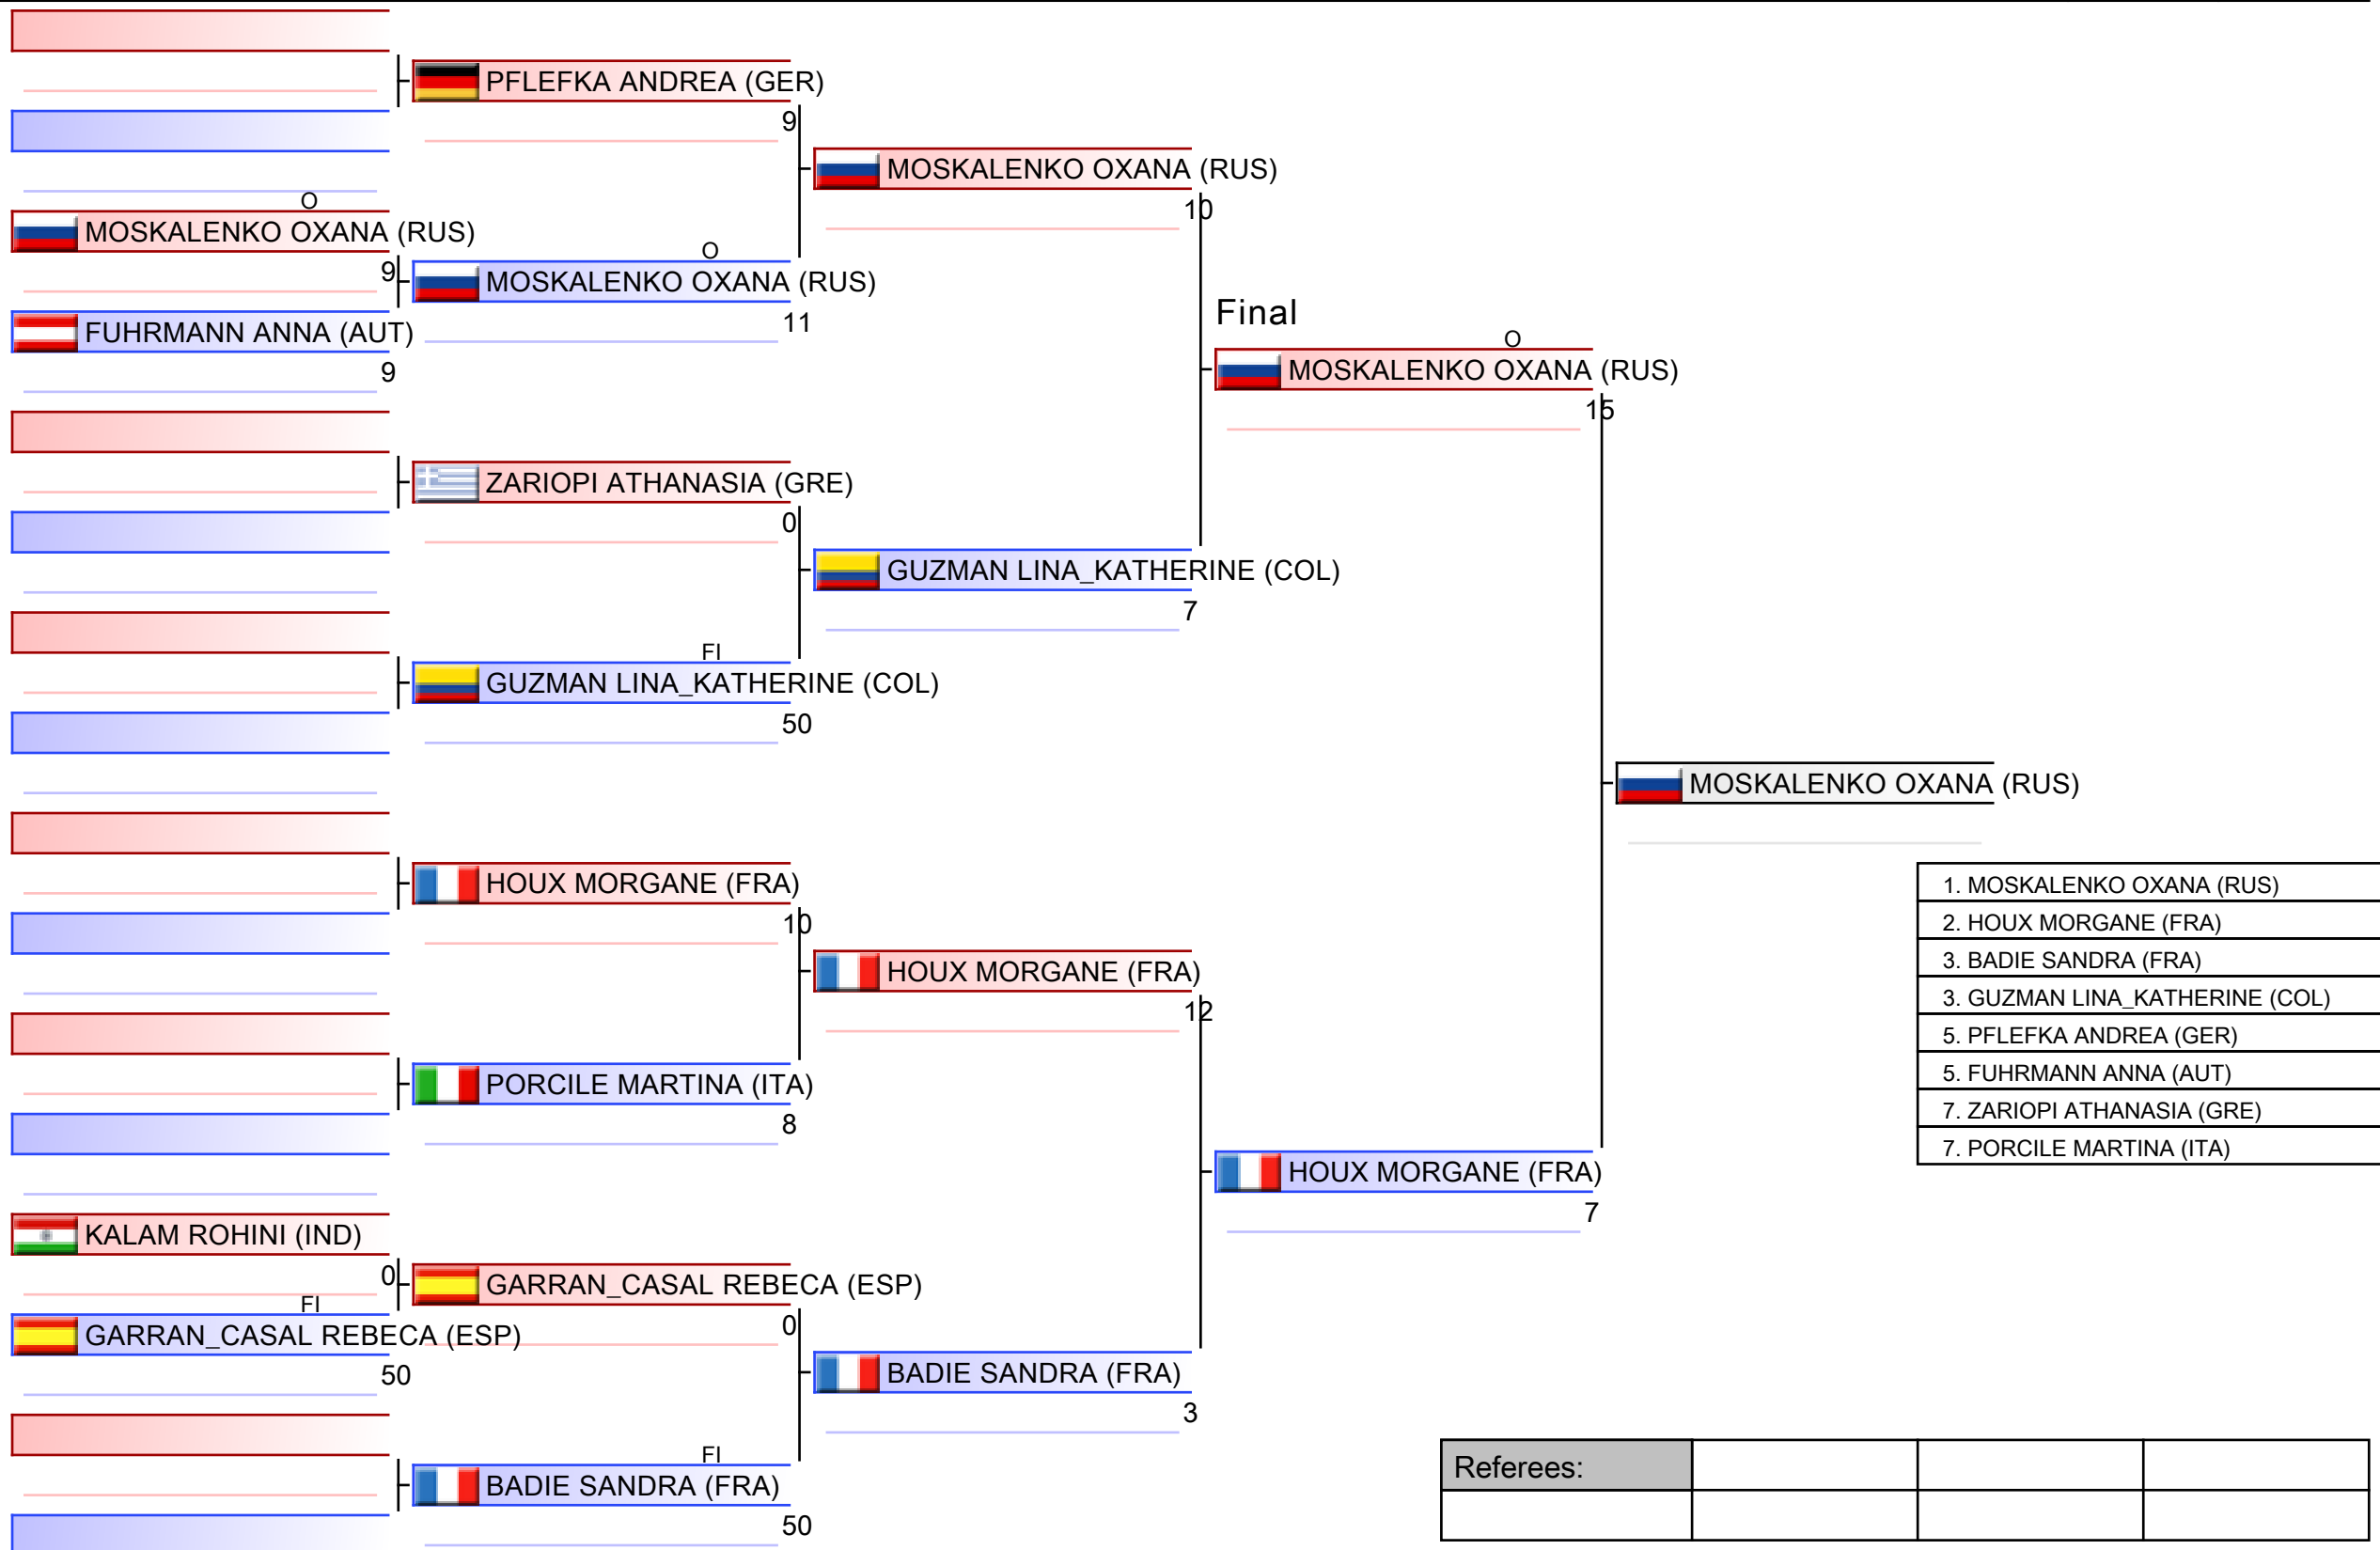 PFLEFKA ANDREA (GER)
9
MOSKALENKO OXANA (RUS)
10
O
MOSKALENKO OXANA (RUS)
9
O
MOSKALENKO OXANA (RUS)
11
FUHRMANN ANNA (AUT)
9
Final
O
MOSKALENKO OXANA (RUS)
15
ZARIOPI ATHANASIA (GRE)
0
GUZMAN LINA_KATHERINE (COL)
7
FI
GUZMAN LINA_KATHERINE (COL)
50
MOSKALENKO OXANA (RUS)
HOUX MORGANE (FRA)
10
HOUX MORGANE (FRA)
12
PORCILE MARTINA (ITA)
8
HOUX MORGANE (FRA)
7
1. MOSKALENKO OXANA (RUS)
2. HOUX MORGANE (FRA)
3. BADIE SANDRA (FRA)
3. GUZMAN LINA_KATHERINE (COL)
5. PFLEFKA ANDREA (GER)
5. FUHRMANN ANNA (AUT)
7. ZARIOPI ATHANASIA (GRE)
7. PORCILE MARTINA (ITA)
KALAM ROHINI (IND)
0
GARRAN_CASAL REBECA (ESP)
0
FI
GARRAN_CASAL REBECA (ESP)
50
BADIE SANDRA (FRA)
3
FI
BADIE SANDRA (FRA)
50
Referees: